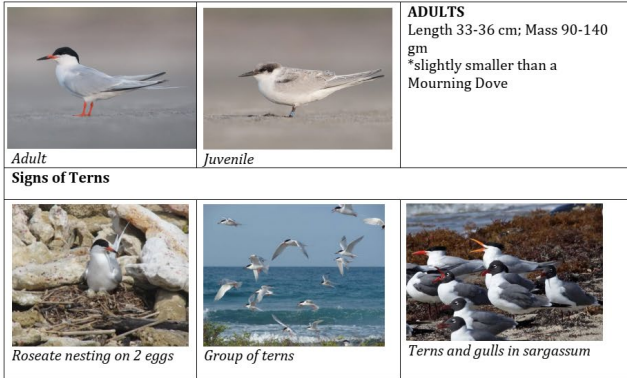 ADULTS
Length 33-36 cm; Mass 90-140
gm
*slightly smaller than a
Mourning Dove
Adult
Juvenile
Signs of Terns
Roseate nesting on 2 eggs
Group of terns
Terns and gulls in sargassum